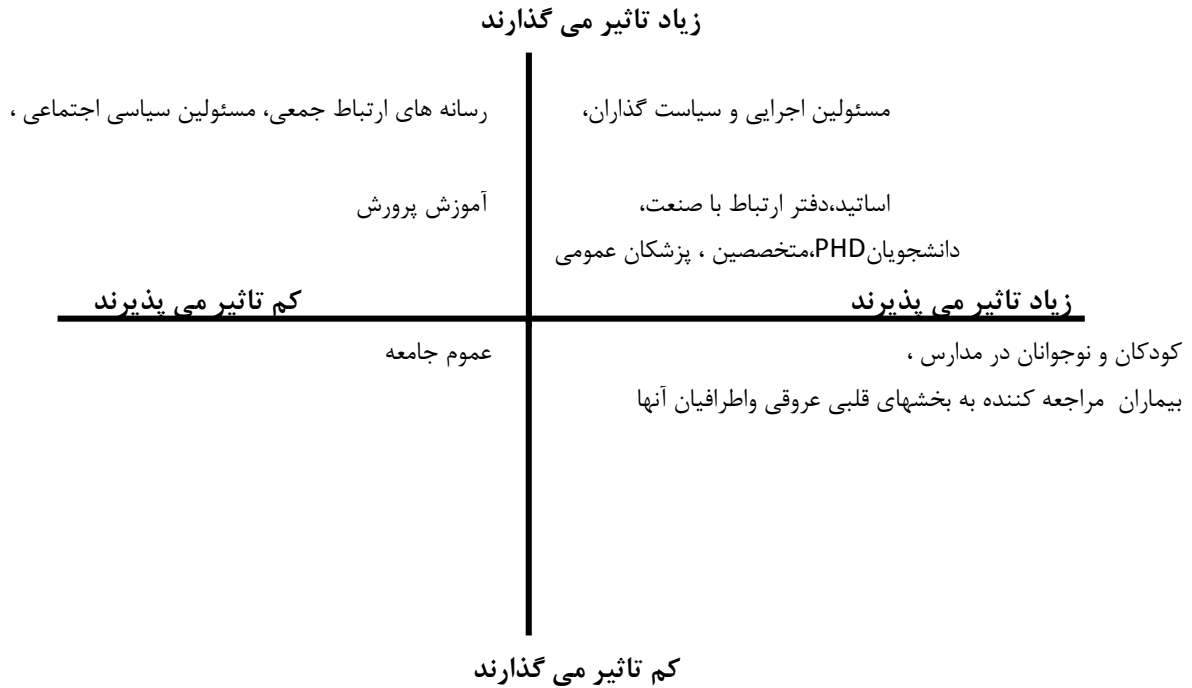 زیاد تاثیر می گذارند
مسئولین اجرایی و سیاست گذاران،
رسانه های ارتباط جمعی، مسئولین سیاسی اجتماعی ،
اساتید،دفتر ارتباط با صنعت،
آموزش پرورش
دانشجویانPHD،متخصصین ، پزشکان عمومی
زیاد تاثیر می پذیرند
کم تاثیر می پذیرند
کودکان و نوجوانان در مدارس ،
عموم جامعه
بیماران مراجعه کننده به بخشهای قلبی عروقی واطرافیان آنها
کم تاثیر می گذارند